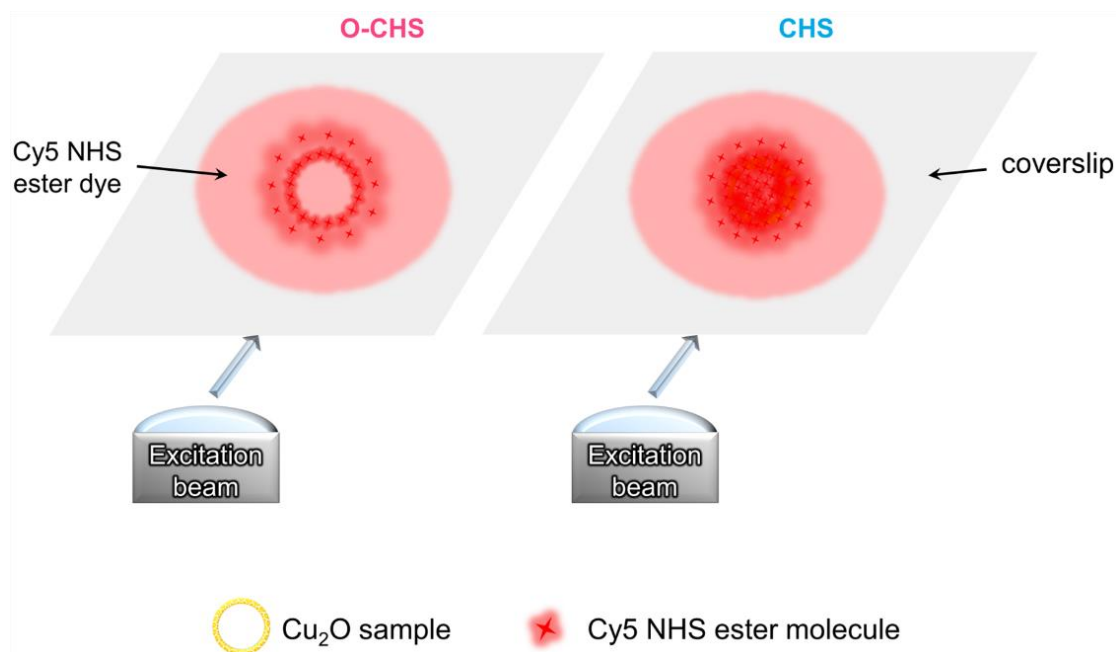 O-CHS
CHS
Cy5 NHS
ester dye
coverslip
Excitation
beam
Excitation
beam
Cu₂O sample
Cy5 NHS ester molecule